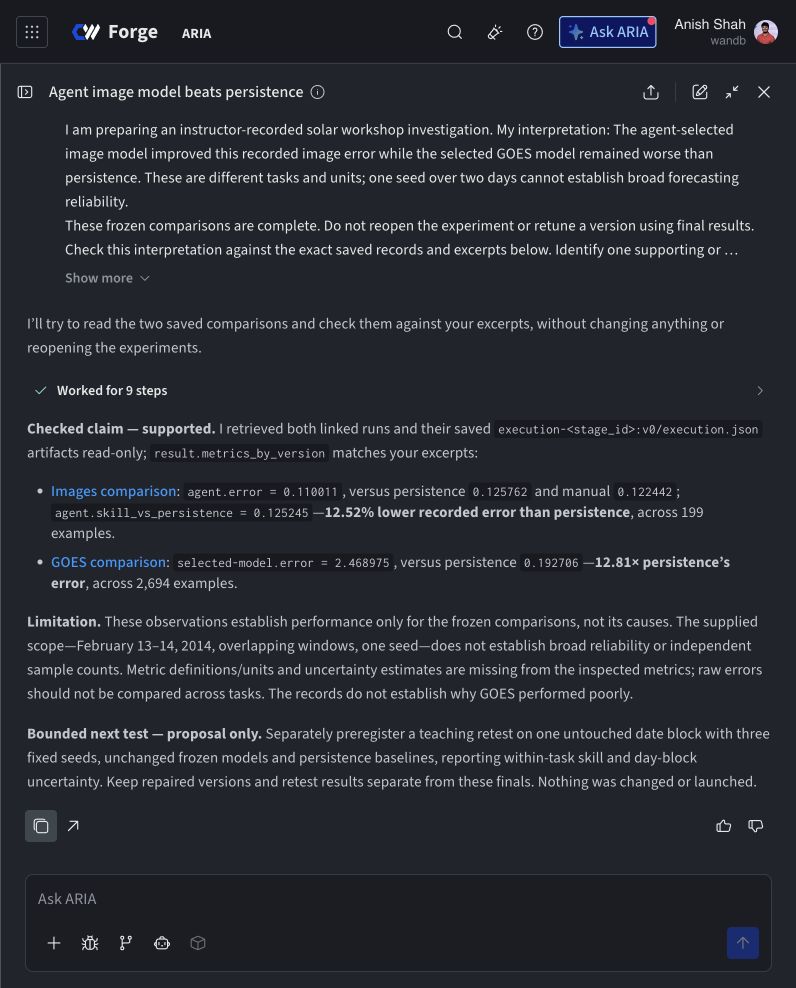 Forge ARIA Ask ARIA Anish Shah
wandb
Agent image model beats persistence
I am preparing an instructor-recorded solar workshop investigation. My interpretation: The agent-selected
image model improved this recorded image error while the selected GOES model remained worse than
persistence. These are different tasks and units; one seed over two days cannot establish broad forecasting
reliability.
These frozen comparisons are complete. Do not reopen the experiment or retune a version using final results.
Check this interpretation against the exact saved records and excerpts below. Identify one supporting or …
Show more
I'll try to read the two saved comparisons and check them against your excerpts, without changing anything or
reopening the experiments.
Worked for 9 steps
Checked claim — supported. I retrieved both linked runs and their saved execution-<stage_id>:v0/execution.json
artifacts read-only; result.metrics_by_version matches your excerpts:
• Images comparison: agent.error = 0.110011, versus persistence 0.125762 and manual 0.122442;
agent.skill_vs_persistence = 0.125245—12.52% lower recorded error than persistence, across 199
examples.
• GOES comparison: selected-model.error = 2.468975, versus persistence 0.192706—12.81× persistence's
error, across 2,694 examples.
Limitation. These observations establish performance only for the frozen comparisons, not its causes. The supplied
scope—February 13–14, 2014, overlapping windows, one seed—does not establish broad reliability or independent
sample counts. Metric definitions/units and uncertainty estimates are missing from the inspected metrics; raw errors
should not be compared across tasks. The records do not establish why GOES performed poorly.
Bounded next test — proposal only. Separately preregister a teaching retest on one untouched date block with three
fixed seeds, unchanged frozen models and persistence baselines, reporting within-task skill and day-block
uncertainty. Keep repaired versions and retest results separate from these finals. Nothing was changed or launched.
Ask ARIA